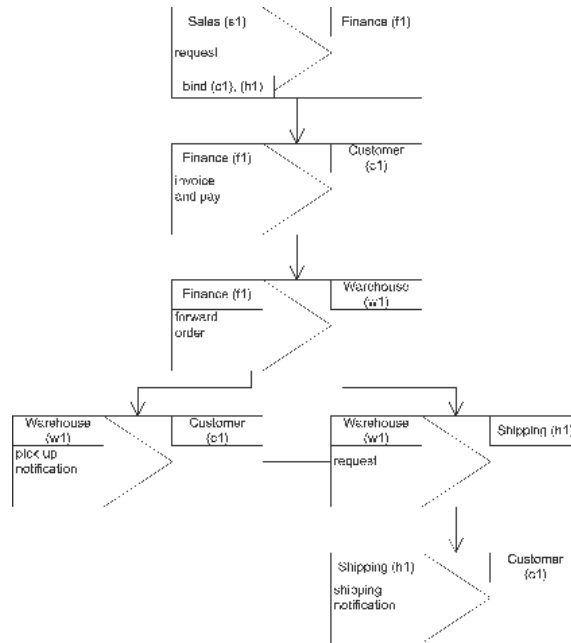 Sales (s1)
Finance (f1)
request
bind (c1), (h1)
Finance (f1)
Customer
(c1)
invoice
and pay
Finance (f1)
Warehouse
(w1)
forward
order
Warehouse
(w1)
Customer
(c1)
pick up
notification
Warehouse
(w1)
Shipping (h1)
request
Shipping (h1)
Customer
(c1)
shipping
notification